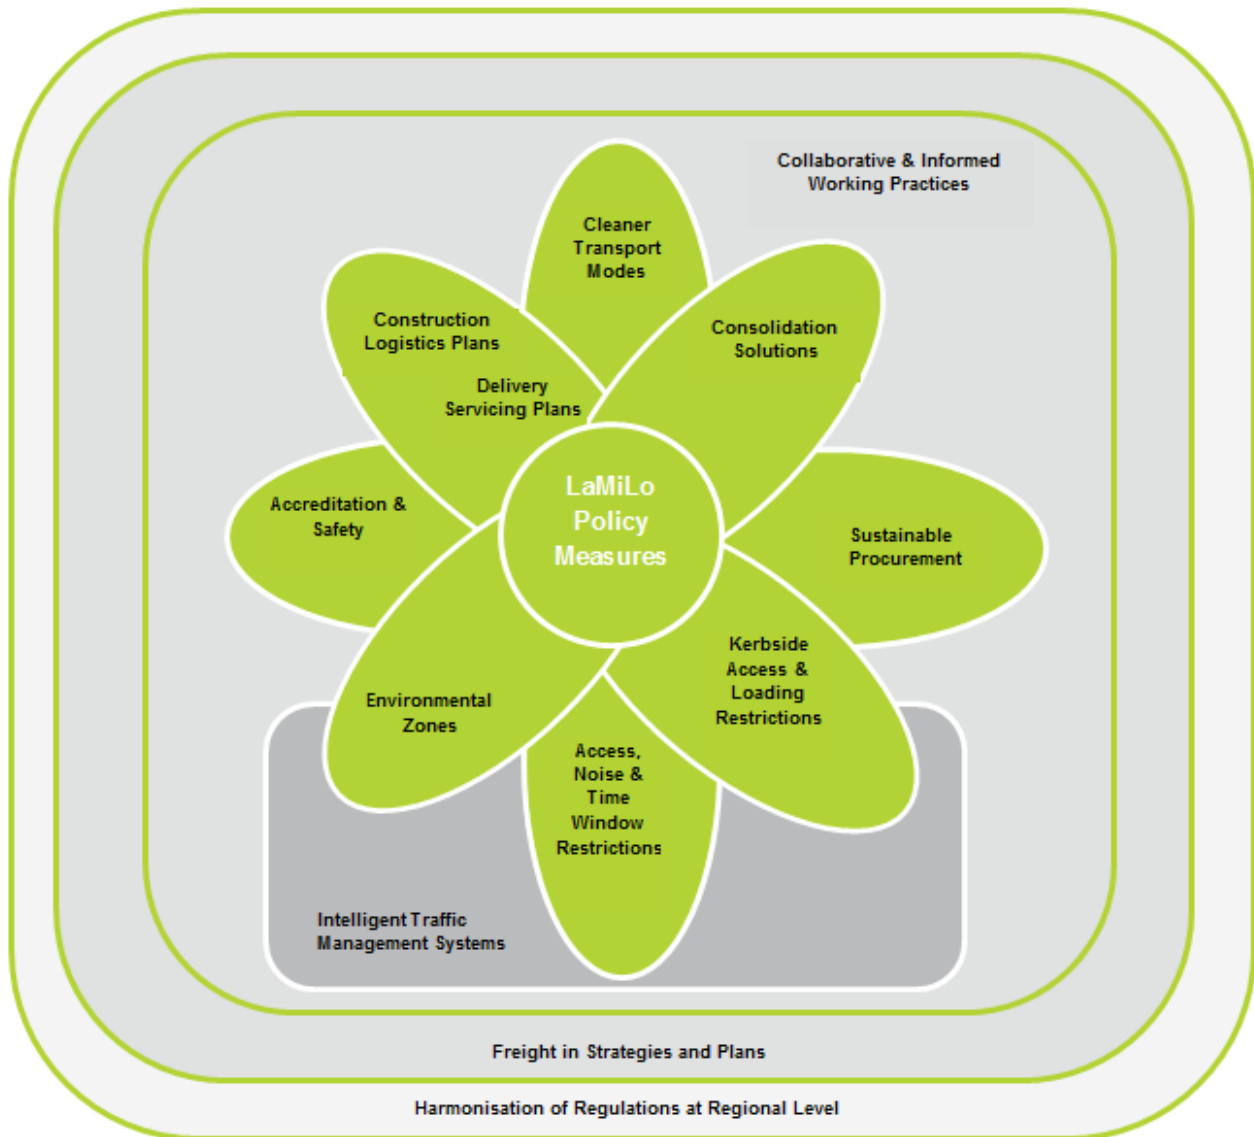 Collaborative & Informed
Working Practices
Cleaner
Transport
Modes
Construction
Logistics Plans
Consolidation
Solutions
Delivery
Servicing Plans
LaMiLo
Policy
Measures
Accreditation &
Safety
Sustainable
Procurement
Kerbside
Access &
Loading
Restrictions
Environmental
Zones
Access,
Noise &
Time
Window
Restrictions
Intelligent Traffic
Management Systems
Freight in Strategies and Plans
Harmonisation of Regulations at Regional Level